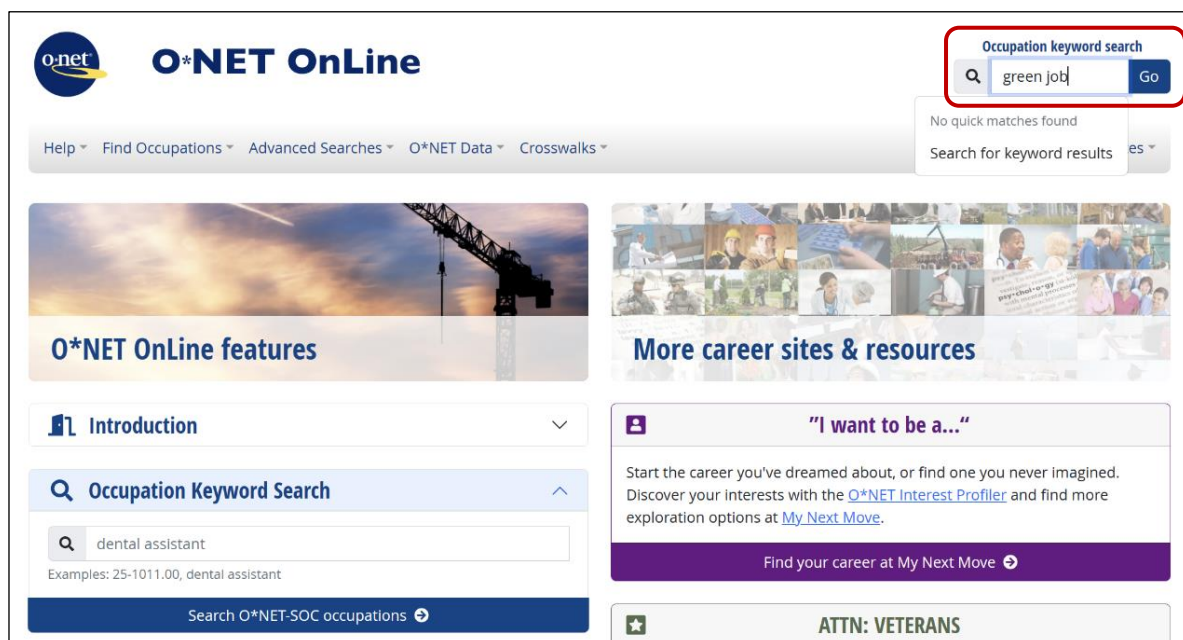 o·net
O*NET OnLine
Occupation keyword search
green job
Go
No quick matches found
Search for keyword results
Help
Find Occupations
Advanced Searches
O*NET Data
Crosswalks
es
O*NET OnLine features
More career sites & resources
psy•chol•o•gy
Introduction
Occupation Keyword Search
dental assistant
Examples: 25-1011.00, dental assistant
Search O*NET-SOC occupations
”I want to be a...“
Start the career you've dreamed about, or find one you never imagined.
Discover your interests with the O*NET Interest Profiler and find more
exploration options at My Next Move.
Find your career at My Next Move
ATTN: VETERANS